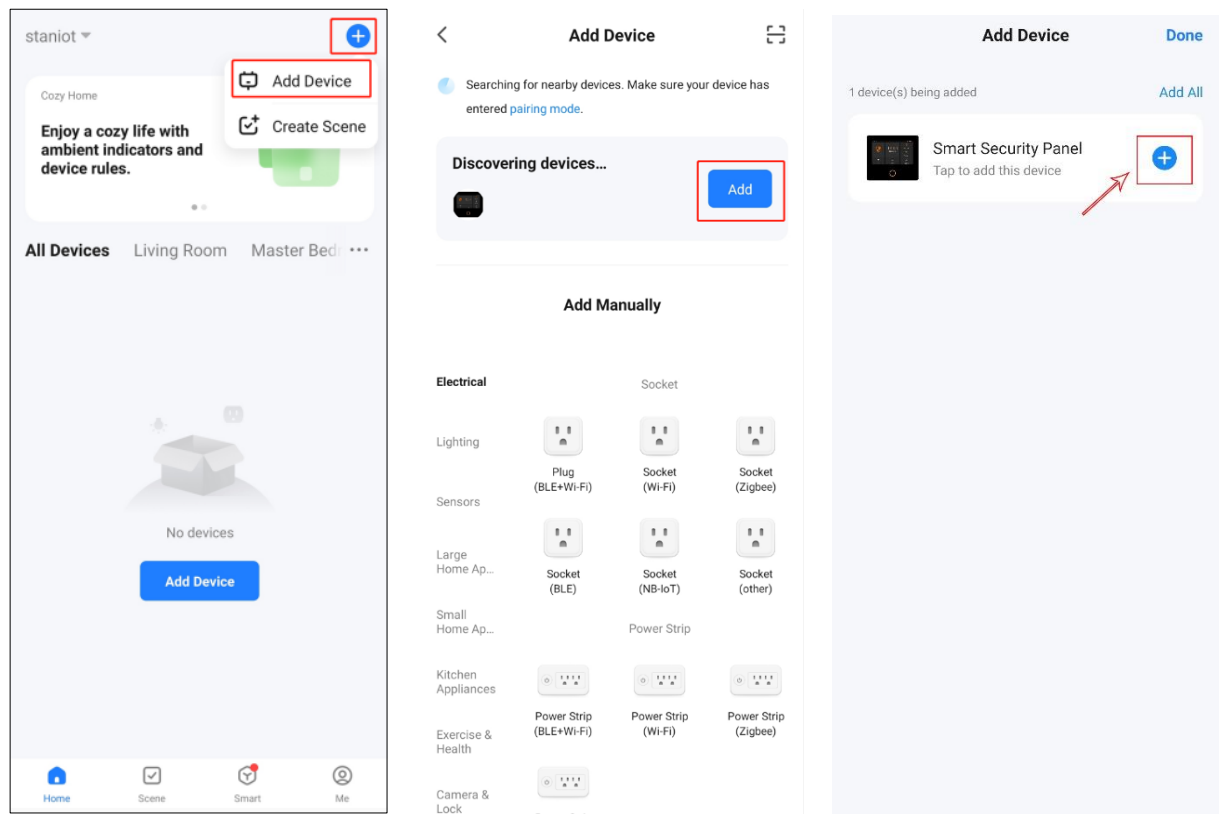 staniot
Add Device
Create Scene
Cozy Home
Enjoy a cozy life with
ambient indicators and
device rules.
All Devices
Living Room
Master Bed
No devices
Add Device
Home
Scene
Smart
Me
Add Device
Searching for nearby devices. Make sure your device has
entered pairing mode.
Discovering devices...
Add
Add Manually
Electrical
Lighting
Sensors
Large
Home Ap...
Small
Home Ap...
Kitchen
Appliances
Exercise &
Health
Camera &
Lock
Socket
Plug
(BLE+Wi-Fi)
Socket
(Wi-Fi)
Socket
(Zigbee)
Socket
(BLE)
Socket
(NB-IoT)
Socket
(other)
Power Strip
Power Strip
(BLE+Wi-Fi)
Power Strip
(Wi-Fi)
Power Strip
(Zigbee)
Add Device
Done
1 device(s) being added
Add All
Smart Security Panel
Tap to add this device